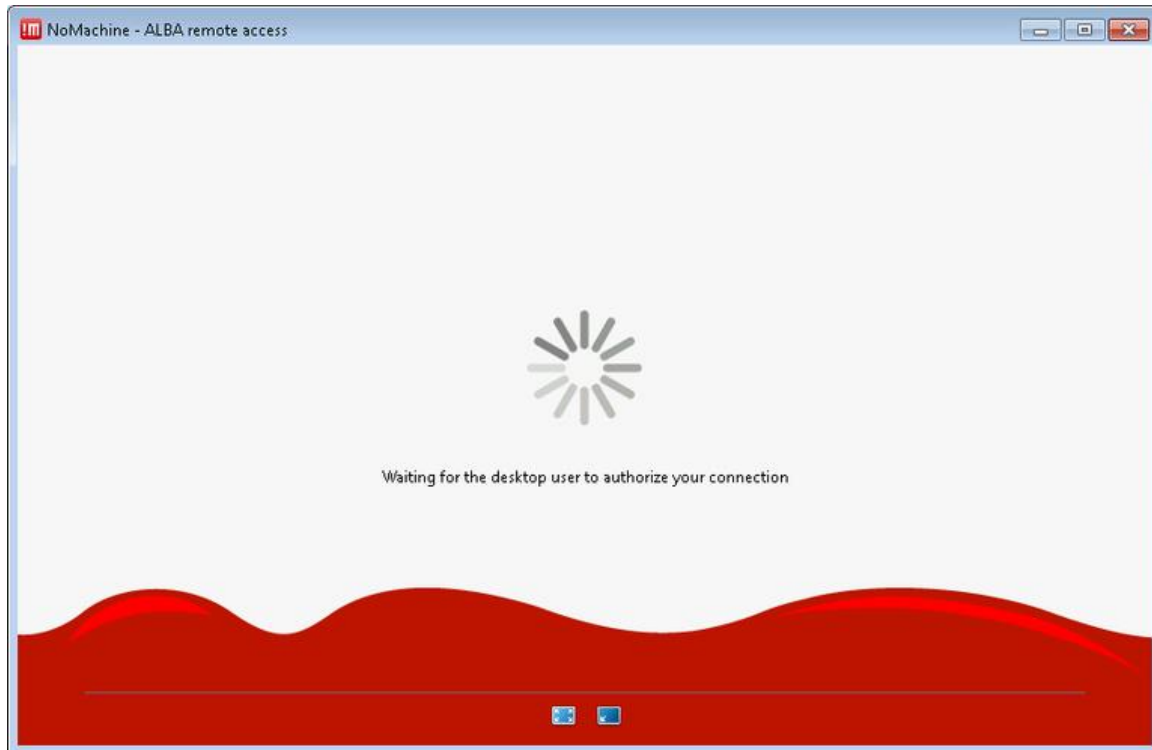 NoMachine - ALBA remote access
Waiting for the desktop user to authorize your connection